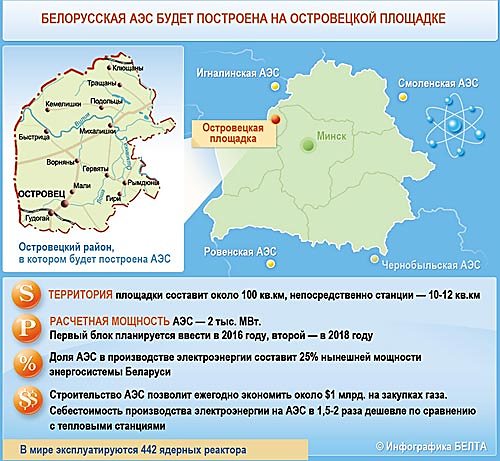 БЕЛОРУССКАЯ АЭС БУДЕТ ПОСТРОЕНА НА ОСТРОВЕЦКОЙ ПЛОЩАДКЕ
Клющаны
Тращаны
Кемелишки
Подольцы
Вилия
Быстрица
Михалишки
Ворняны
Гервяты
Мали
Рымдюны
ОСТРОВЕЦ
Гири
Гудогай
Островецкий район,
в котором будет построена АЭС
Игналинская АЭС
Смоленская АЭС
Островецкая
площадка
Минск
Ровенская АЭС
Чернобыльская АЭС
S ТЕРРИТОРИЯ площадки составит около 100 кв.км, непосредственно станции — 10-12 кв.км
P РАСЧЕТНАЯ МОЩНОСТЬ АЭС — 2 тыс. МВт.
Первый блок планируется ввести в 2016 году, второй — в 2018 году
% Доля АЭС в производстве электроэнергии составит 25% нынешней мощности
энергосистемы Беларуси
$$ Строительство АЭС позволит ежегодно экономить около $1 млрд. на закупках газа.
Себестоимость производства электроэнергии на АЭС в 1,5-2 раза дешевле по сравнению
с тепловыми станциями
В мире эксплуатируются 442 ядерных реактора
© Инфографика БЕЛТА